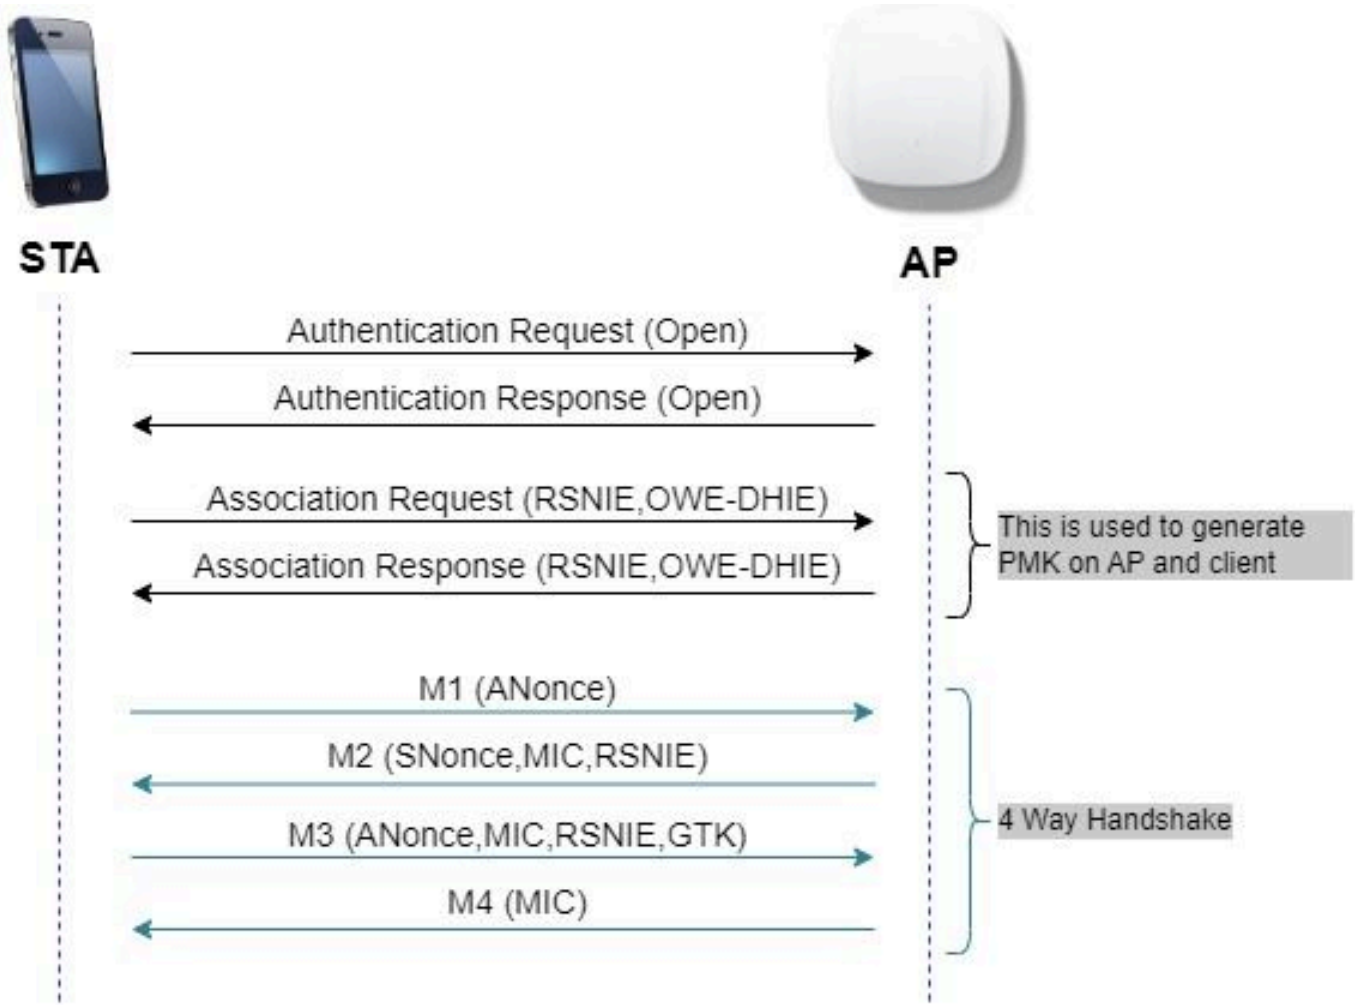 STA
AP
Authentication Request (Open)
Authentication Response (Open)
Association Request (RSNIE,OWE-DHIE)
Association Response (RSNIE,OWE-DHIE)
This is used to generate
PMK on AP and client
M1 (ANonce)
M2 (SNonce,MIC,RSNIE)
M3 (ANonce,MIC,RSNIE,GTK)
4 Way Handshake
M4 (MIC)